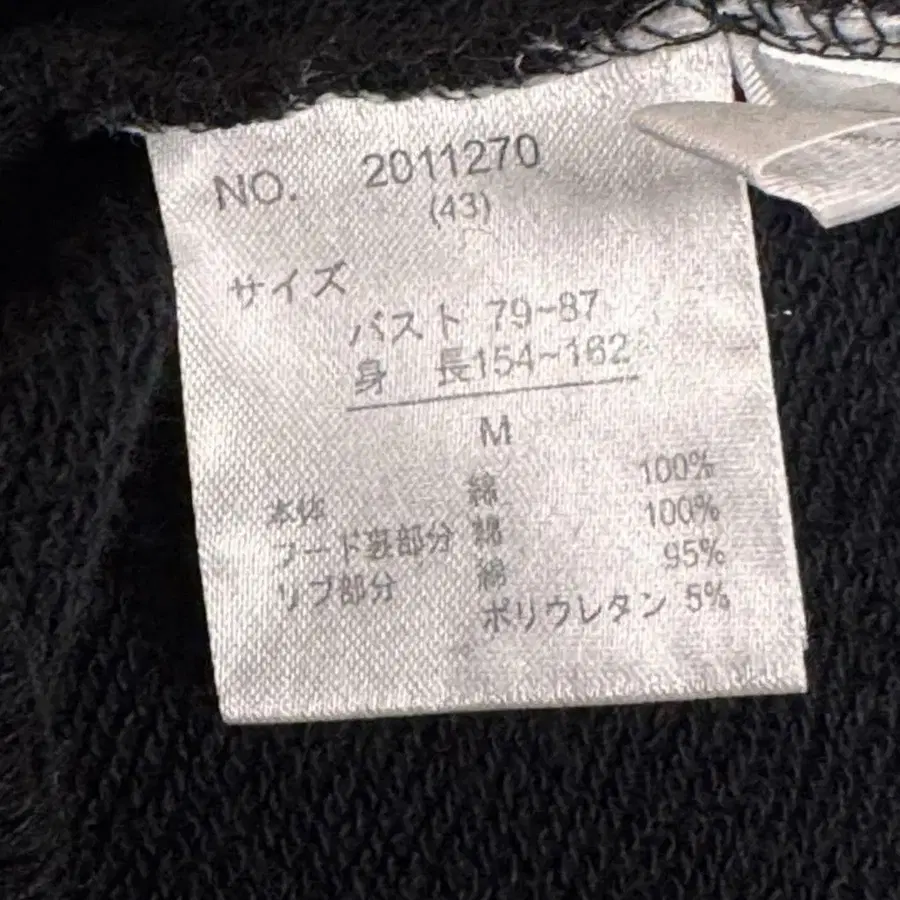 NO. 2011270
(43)
サイズ
バスト 79~87
身 長154~162
M
本体 綿 100%
フード裏部分 綿 100%
リブ部分 綿 95%
ポリウレタン 5%